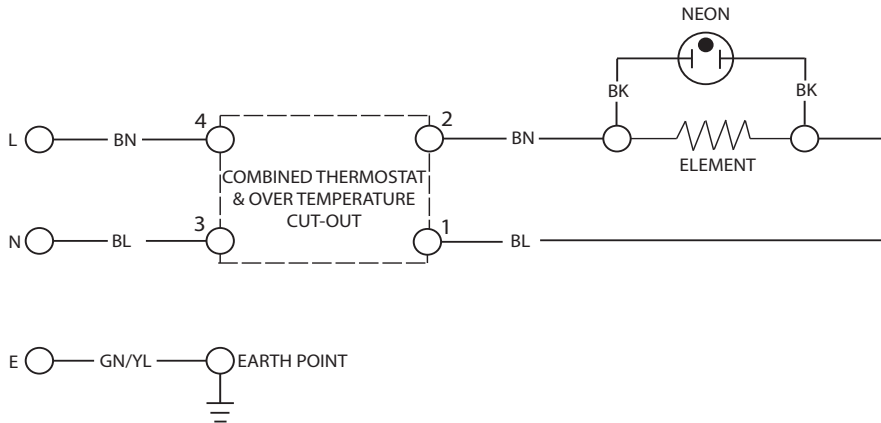 NEON
BK
BK
L
BN
4
2
BN
ELEMENT
COMBINED THERMOSTAT
& OVER TEMPERATURE
CUT-OUT
N
BL
3
1
BL
E
GN/YL
EARTH POINT